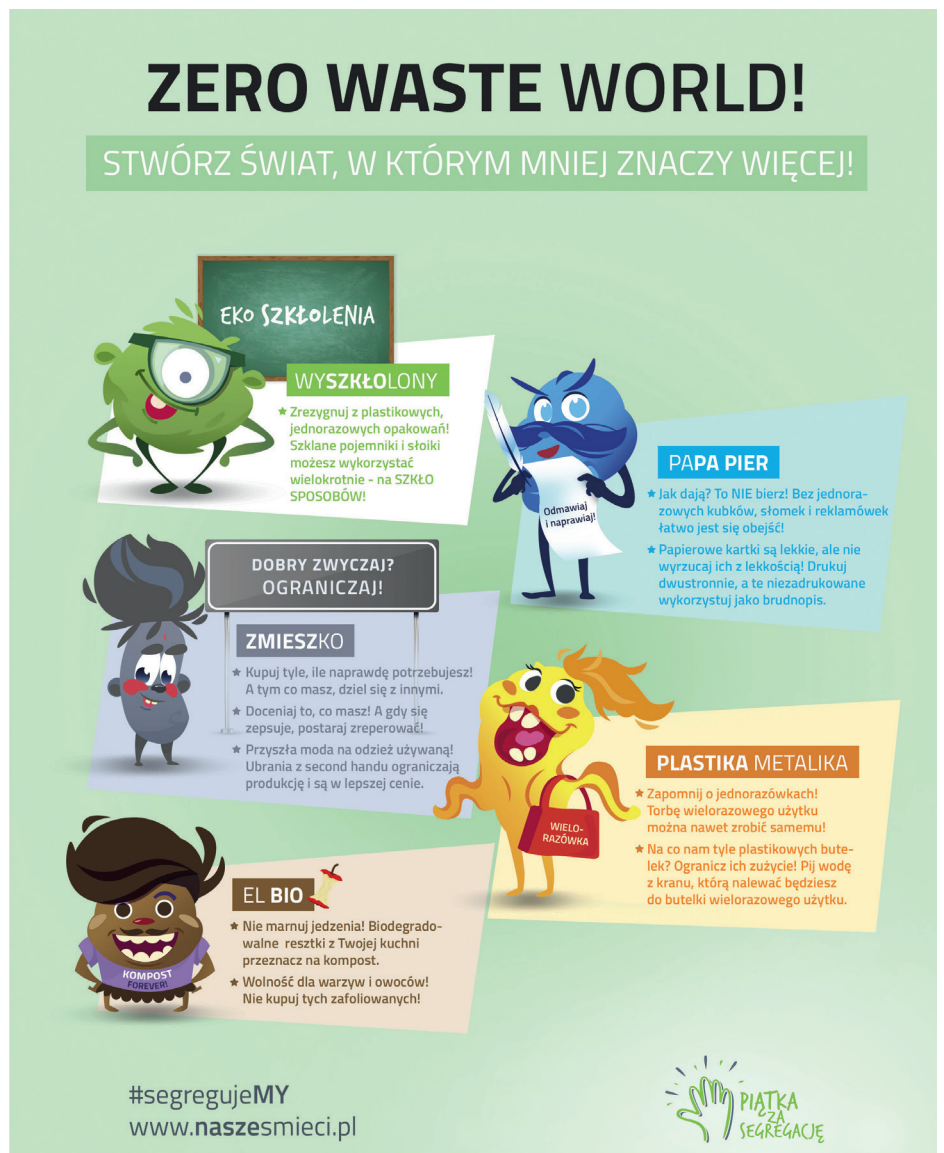 ZERO WASTE WORLD!
STWÓRZ ŚWIAT, W KTÓRYM MNIEJ ZNACZY WIĘCEJ!
EKO SZKŁOLENIA
WYSZKŁOLONY
★ Zrezygnuj z plastikowych,
jednorazowych opakowań!
Szklane pojemniki i słoiki
możesz wykorzystać
wielokrotnie - na SZKŁO
SPOSOBÓW!
Odmawiaj
i naprawiaj!
PAPA PIER
★ Jak dają? To NIE bierz! Bez jednora-
zowych kubków, słomek i reklamówek
łatwo jest się obejść!
★ Papierowe kartki są lekkie, ale nie
wyrzucaj ich z lekkością! Drukuj
dwustronnie, a te niezadrukowane
wykorzystuj jako brudnopis.
DOBRY ZWYCZAJ?
OGRANICZAJ!
ZMIESZKO
★ Kupuj tyle, ile naprawdę potrzebujesz!
A tym co masz, dziel się z innymi.
★ Doceniaj to, co masz! A gdy się
zepsuje, postaraj zreperować!
★ Przyszła moda na odzież używaną!
Ubrania z second handu ograniczają
produkcję i są w lepszej cenie.
WIELO-
RAZÓWKA
PLASTIKA METALIKA
★ Zapomnij o jednorazówkach!
Torbę wielorazowego użytku
można nawet zrobić samemu!
★ Na co nam tyle plastikowych bute-
lek? Ogranicz ich zużycie! Pij wodę
z kranu, którą nalewać będziesz
do butelki wielorazowego użytku.
KOMPOST
FOREVER!
EL BIO
★ Nie marnuj jedzenia! Biodegrado-
walne resztki z Twojej kuchni
przeznacz na kompost.
★ Wolność dla warzyw i owoców!
Nie kupuj tych zafoliowanych!
#segregujeMY
www.naszesmieci.pl
PIĄTKA
ZA
SEGREGACJĘ